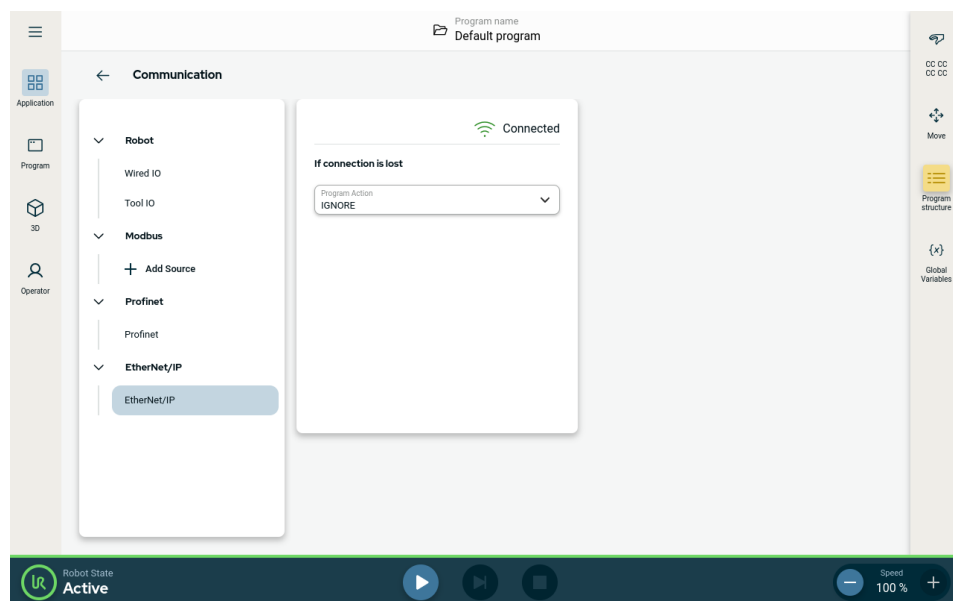 Program name
Default program
Communication
Application
Program
3D
Operator
Robot
Wired IO
Tool IO
Modbus
Add Source
Profinet
Profinet
EtherNet/IP
EtherNet/IP
Connected
If connection is lost
Program Action
IGNORE
CC CC
CC CC
Move
Program
structure
{x}
Global
Variables
Robot State
Active
Speed
100 %